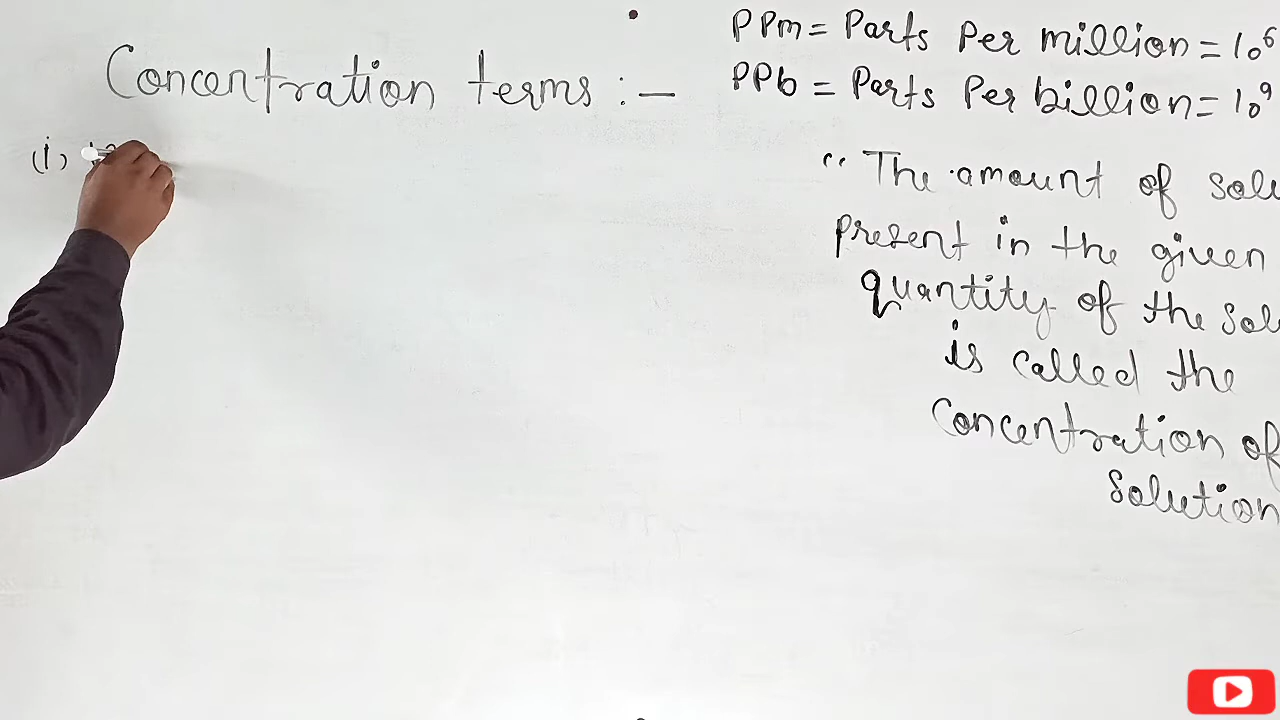 Concentration terms :-
(i)
PPm = Parts Per million = 10⁶
PPb = Parts Per billion = 10⁹
" The amount of
present in the given
quantity of the
is called the
Concentration of
Solution